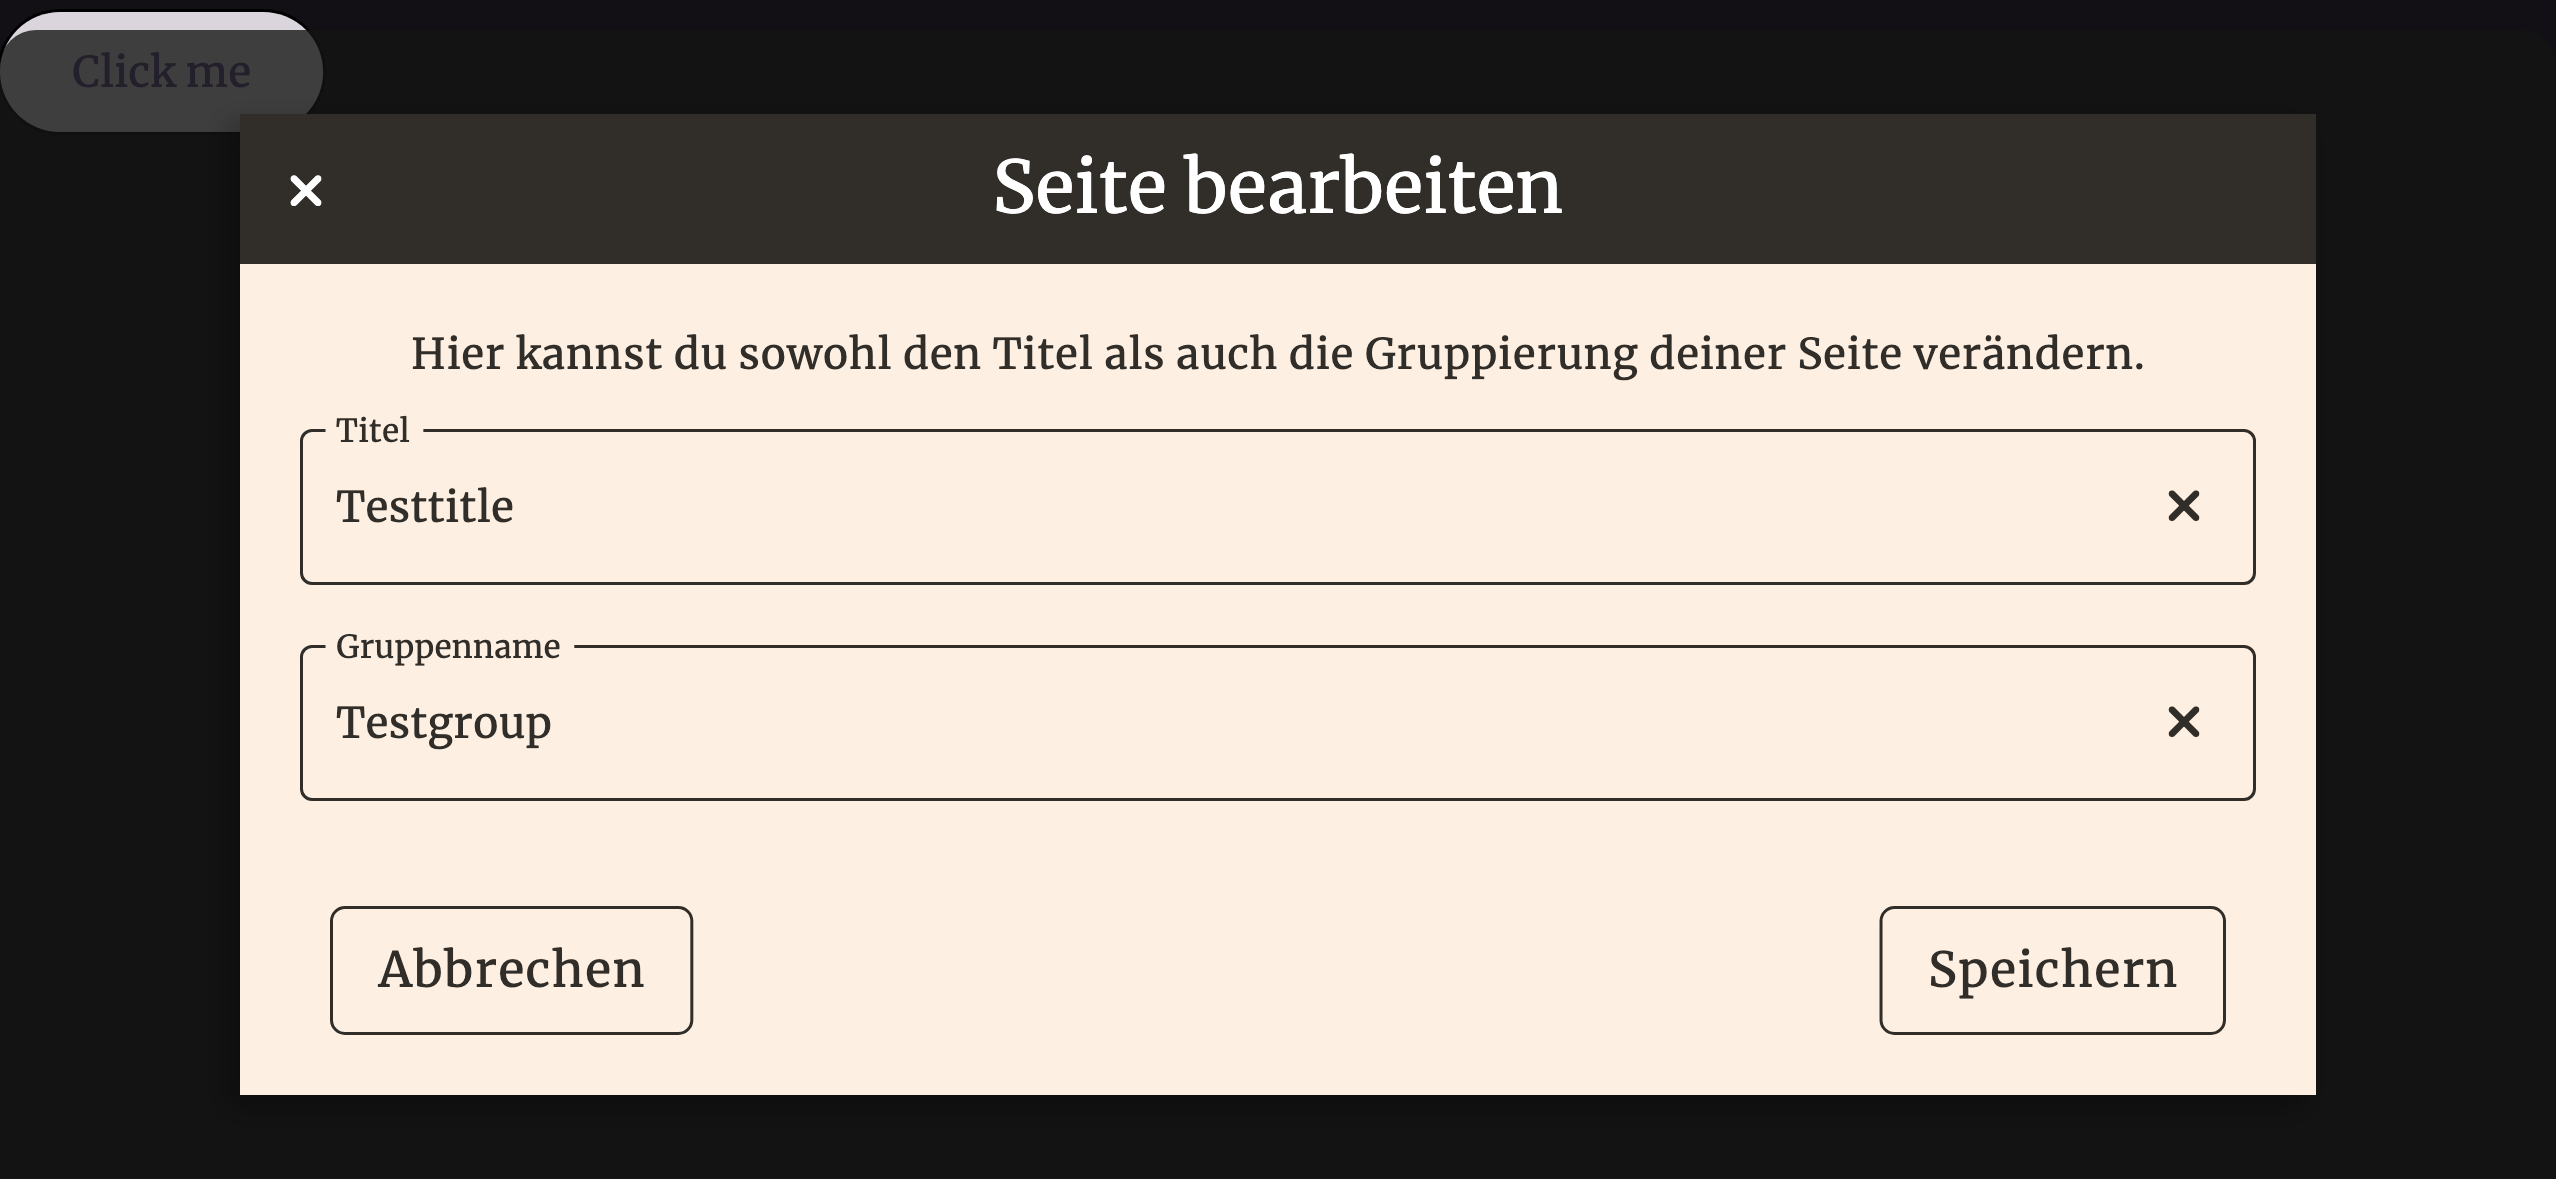 Click me
Seite bearbeiten
Hier kannst du sowohl den Titel als auch die Gruppierung deiner Seite verändern.
Titel
Testtitle
Gruppenname
Testgroup
Abbrechen
Speichern